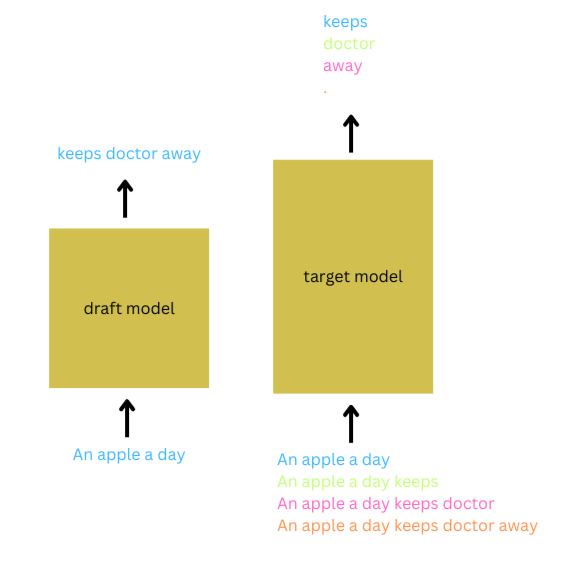 keeps
doctor
away
.
keeps doctor away
draft model
target model
An apple a day
An apple a day
An apple a day keeps
An apple a day keeps doctor
An apple a day keeps doctor away